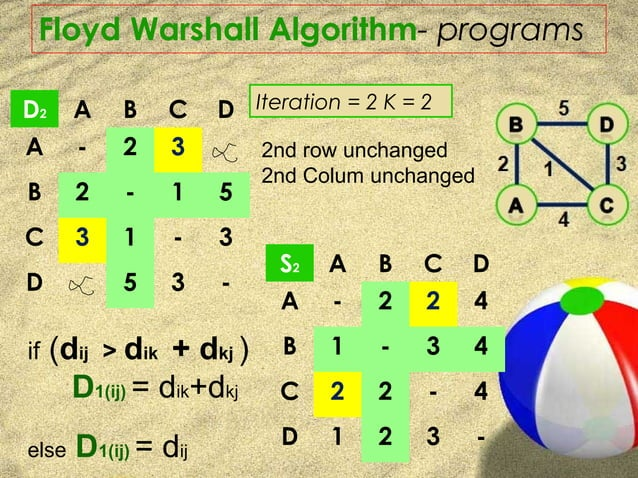 Floyd Warshall Algorithm- programs
Iteration = 2 K = 2
D2 A B C D
A - 2 3 ∝
B 2 - 1 5
C 3 1 - 3
D ∝ 5 3 -
2nd row unchanged
2nd Colum unchanged
B 5 D
2 1 3
A 4 C
S2 A B C D
A - 2 2 4
B 1 - 3 4
C 2 2 - 4
D 1 2 3 -
if (dij > dik + dkj )
D1(ij) = dik+dkj
else D1(ij) = dij